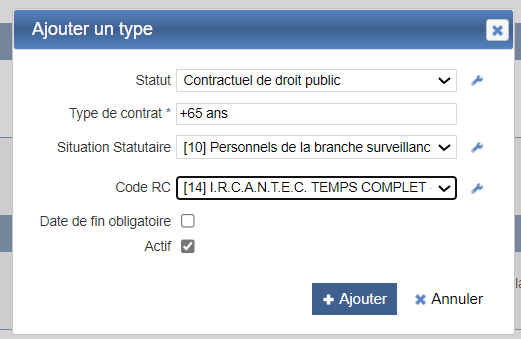 Ajouter un type
Statut Contractuel de droit public
Type de contrat * +65 ans
Situation Statutaire [10] Personnels de la branche surveillanc
Code RC [14] I.R.C.A.N.T.E.C. TEMPS COMPLET
Date de fin obligatoire
Actif
Ajouter Annuler